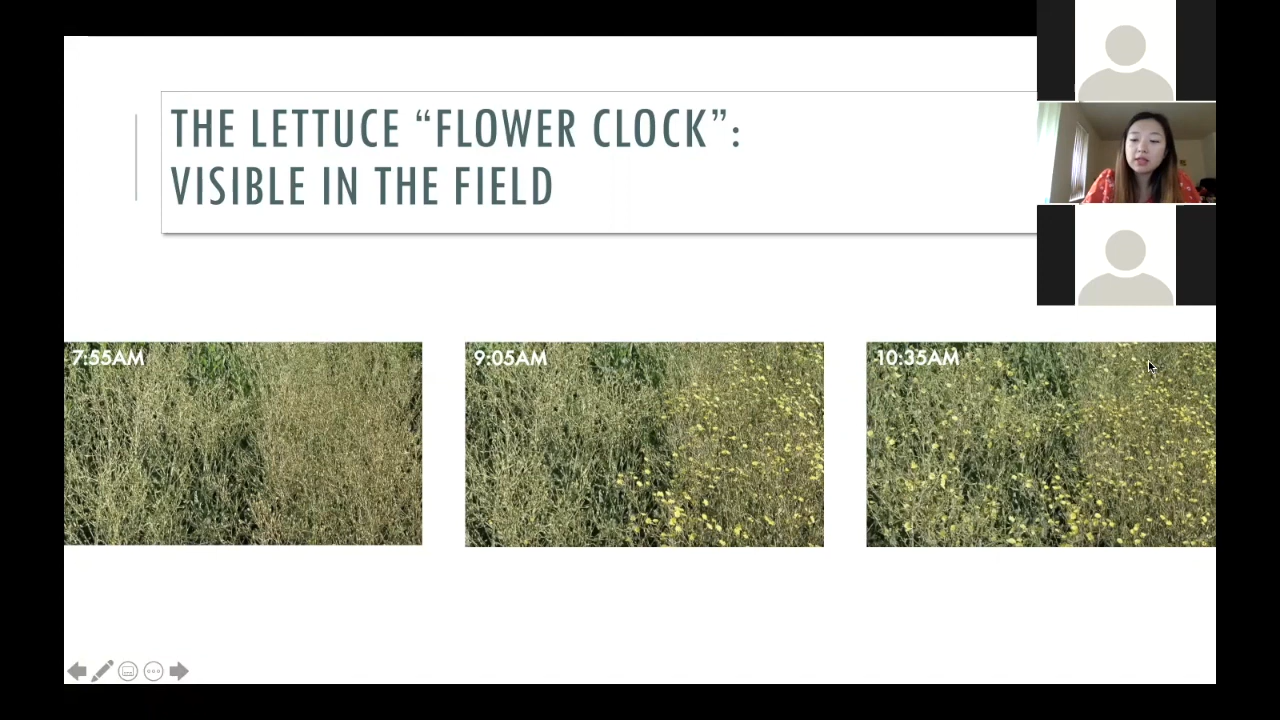 THE LETTUCE “FLOWER CLOCK”:
VISIBLE IN THE FIELD
7:55AM
9:05AM
10:35AM